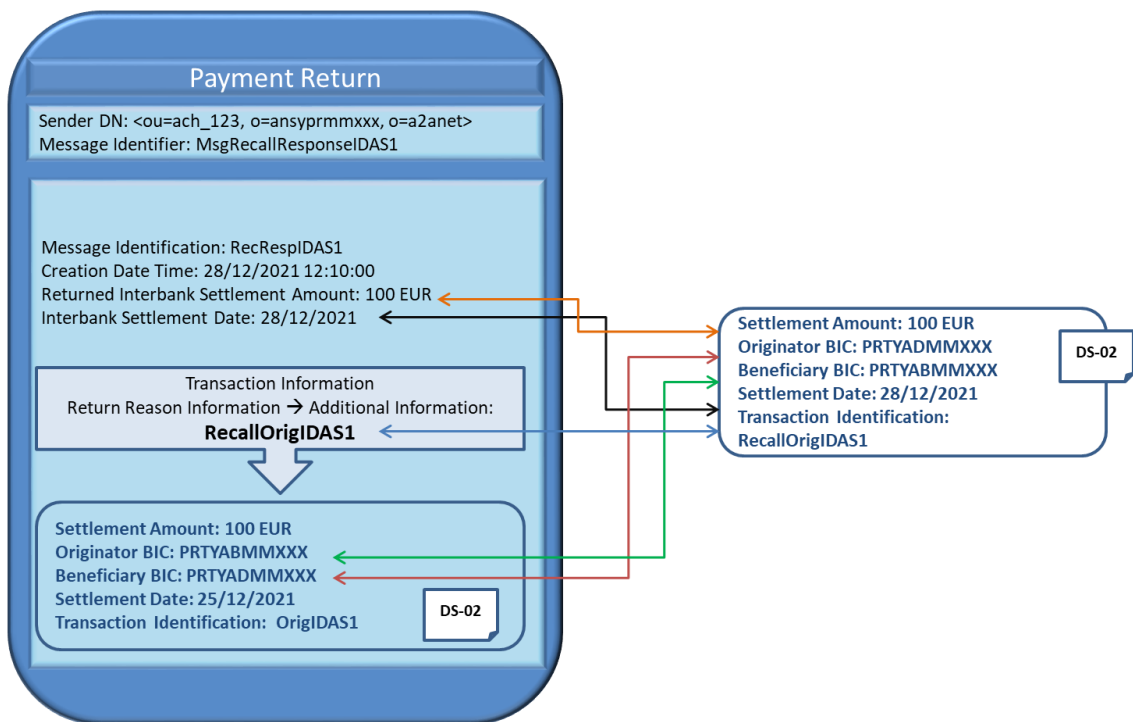 Payment Return
Sender DN: <ou=ach_123, o=ansyprmmxxx, o=a2anet>
Message Identifier: MsgRecallResponseIDAS1
Message Identification: RecRespIDAS1
Creation Date Time: 28/12/2021 12:10:00
Returned Interbank Settlement Amount: 100 EUR
Interbank Settlement Date: 28/12/2021
Transaction Information
Return Reason Information → Additional Information:
RecallOrigIDAS1
Settlement Amount: 100 EUR
Originator BIC: PRTYABMMXXX
Beneficiary BIC: PRTYADMMXXX
Settlement Date: 25/12/2021
Transaction Identification: OrigIDAS1
DS-02
Settlement Amount: 100 EUR
Originator BIC: PRTYADMMXXX
Beneficiary BIC: PRTYABMMXXX
Settlement Date: 28/12/2021
Transaction Identification:
RecallOrigIDAS1
DS-02